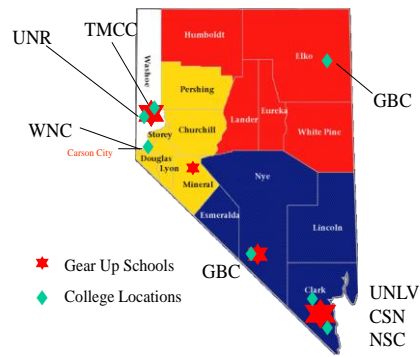 TMCC
UNR
Washoe
Humboldt
Elko
GBC
Pershing
WNC
Storey
Churchill
Lander
Eureka
White Pine
Carson City
Douglas
Lyon
Mineral
Nye
Esmeralda
Lincoln
Gear Up Schools
GBC
College Locations
Clark
UNLV
CSN
NSC